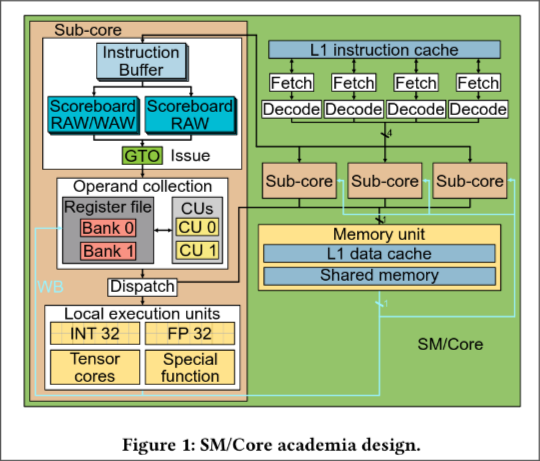 Sub-core
Instruction
Buffer
Scoreboard
RAW/WAW
Scoreboard
RAW
GTO Issue
Operand collection
Register file
Bank 0
Bank 1
CUs
CU 0
CU 1
WB
Dispatch
Local execution units
INT 32
FP 32
Tensor
cores
Special
function
L1 instruction cache
Fetch Fetch Fetch Fetch
Decode Decode Decode Decode
4
Sub-core Sub-core Sub-core
Memory unit
L1 data cache
Shared memory
1
SM/Core
Figure 1: SM/Core academia design.